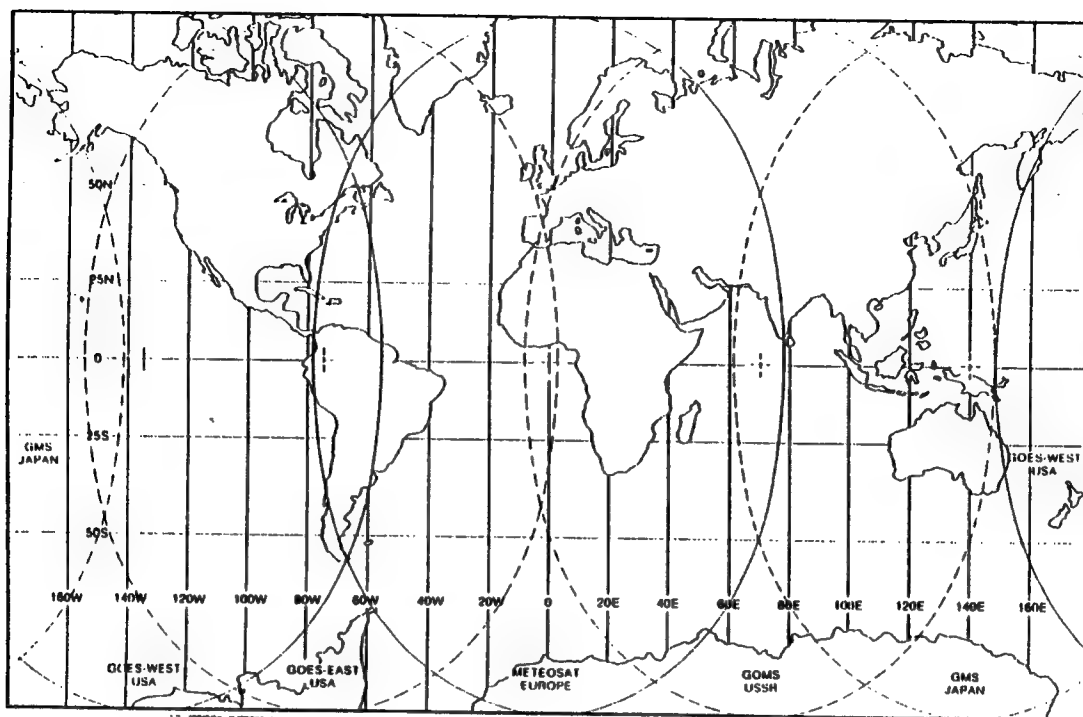 50N
25N
0
25S
GMS
JAPAN
GOES-WEST
USA
50S
160W 140W 120W 100W 80W 60W 40W 20W 0 20E 40E 60E 80E 100E 120E 140E 160E
GOES-WEST
USA
GOES-EAST
USA
METEOSAT
EUROPE
GOMS
USSR
GMS
JAPAN